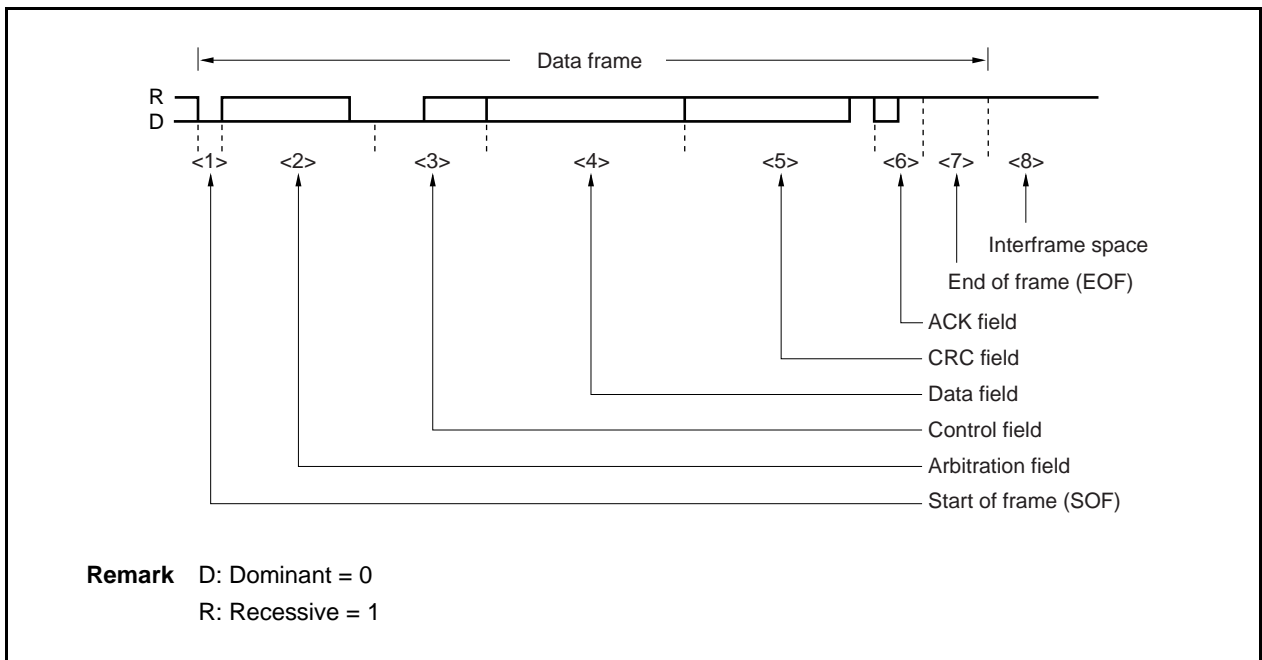 Data frame
R
D
<1> <2> <3> <4> <5> <6> <7> <8>
Interframe space
End of frame (EOF)
ACK field
CRC field
Data field
Control field
Arbitration field
Start of frame (SOF)
Remark D: Dominant = 0
R: Recessive = 1